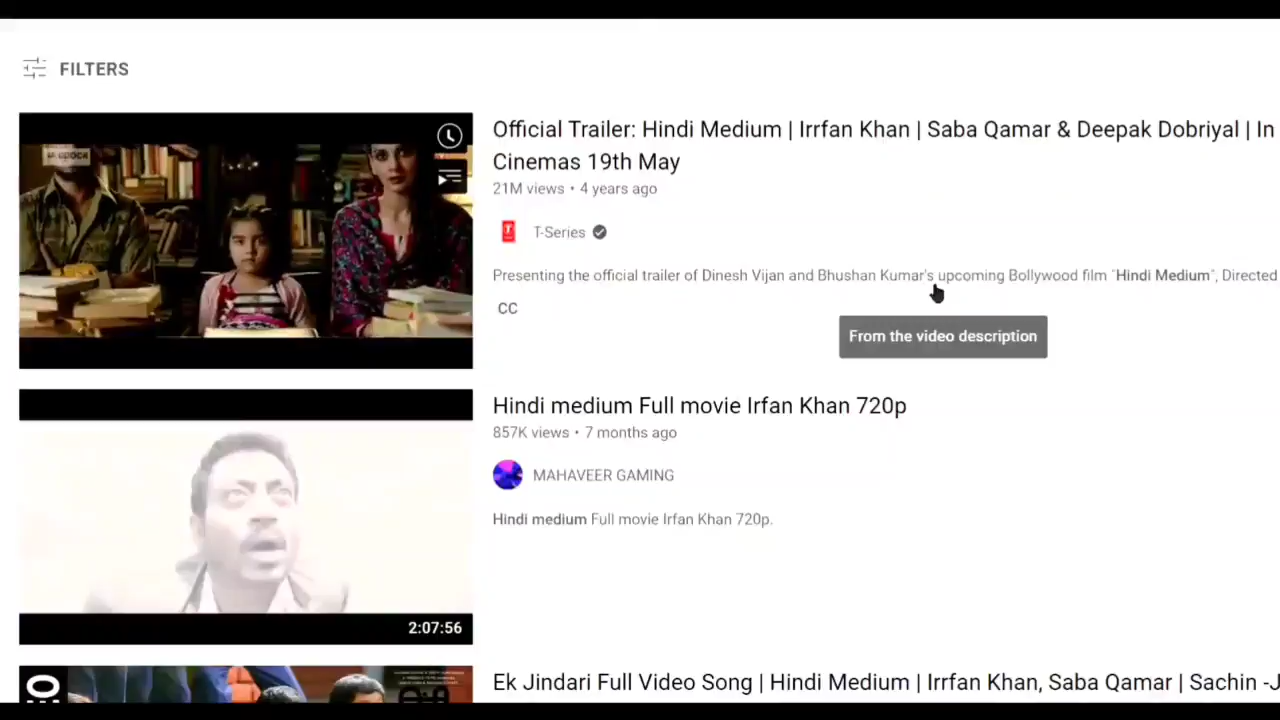 FILTERS
Official Trailer: Hindi Medium | Irrfan Khan | Saba Qamar & Deepak Dobriyal | In
Cinemas 19th May
21M views • 4 years ago
T-Series
Presenting the official trailer of Dinesh Vijan and Bhushan Kumar's upcoming Bollywood film "Hindi Medium", Directed
CC
From the video description
Hindi medium Full movie Irfan Khan 720p
857K views • 7 months ago
MAHAVEER GAMING
Hindi medium Full movie Irfan Khan 720p.
2:07:56
Ek Jindari Full Video Song | Hindi Medium | Irrfan Khan, Saba Qamar | Sachin -J